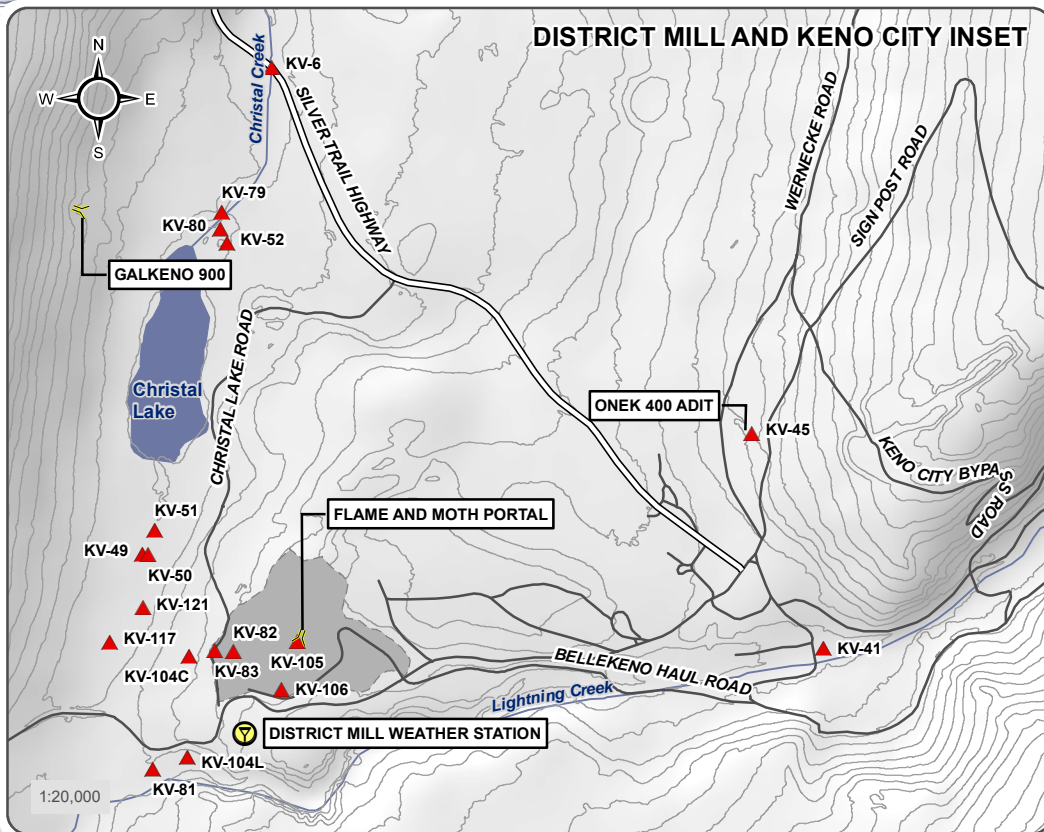 DISTRICT MILL AND KENO CITY INSET
N
W
E
S
KV-6
Christal Creek
SILVER TRAIL HIGHWAY
WERNECKE ROAD
SIGN POST ROAD
KV-79
KV-80
KV-52
GALKENO 900
Christal
Lake
CHRISTAL LAKE ROAD
ONEK 400 ADIT
KV-45
KENO CITY BYPASS ROAD
KV-51
FLAME AND MOTH PORTAL
KV-49
KV-50
KV-121
KV-117
KV-82
KV-104C
KV-83
KV-105
KV-41
KV-106
BELLEKENO HAUL ROAD
Lightning Creek
DISTRICT MILL WEATHER STATION
KV-104L
KV-81
1:20,000